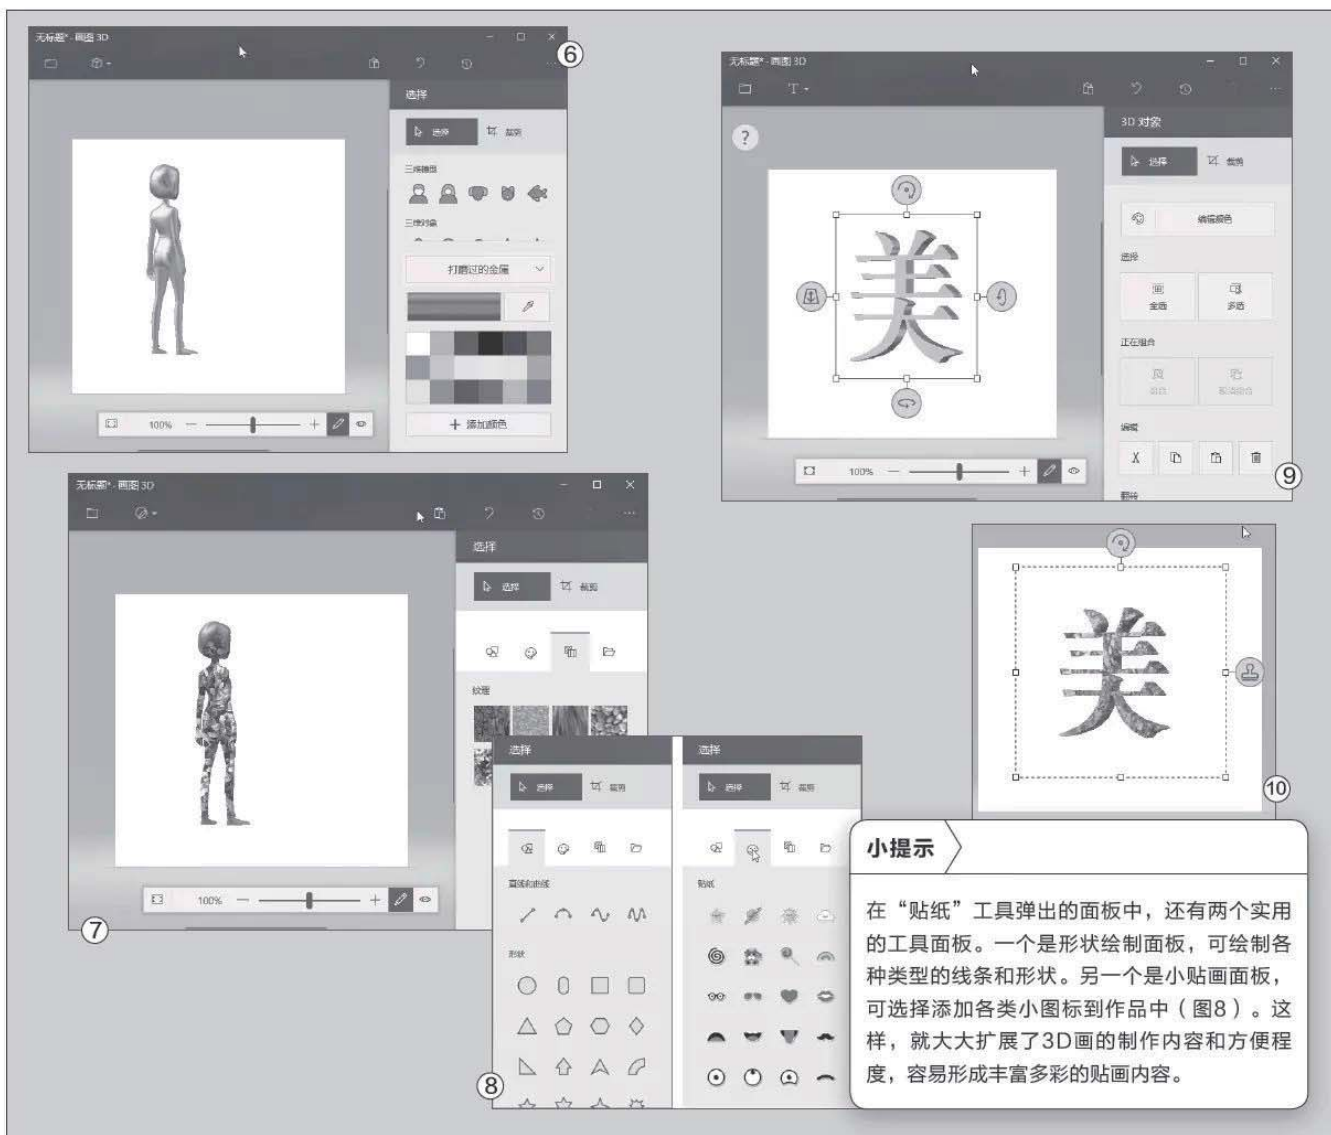 无标题* - 画图 3D
⑥
选择
选择 裁剪
三维模型
三维对象
打磨过的金属
100%
添加颜色
无标题* - 画图 3D
选择
选择 裁剪
纹理
100%
⑦
选择
选择 裁剪
直线和曲线
形状
⑧
选择
选择 裁剪
贴纸
无标题* - 画图 3D
T
?
3D 对象
选择 裁剪
编辑颜色
选择
全选 多选
正在组合
组合 取消组合
编辑
翻转
美
100%
⑨
美
⑩
小提示
在“贴纸”工具弹出的面板中，还有两个实用
的工具面板。一个是形状绘制面板，可绘制各
种类型的线条和形状。另一个是小贴画面板，
可选择添加各类小图标到作品中（图8）。这
样，就大大扩展了3D画的制作内容和方便程
度，容易形成丰富多彩的贴画内容。